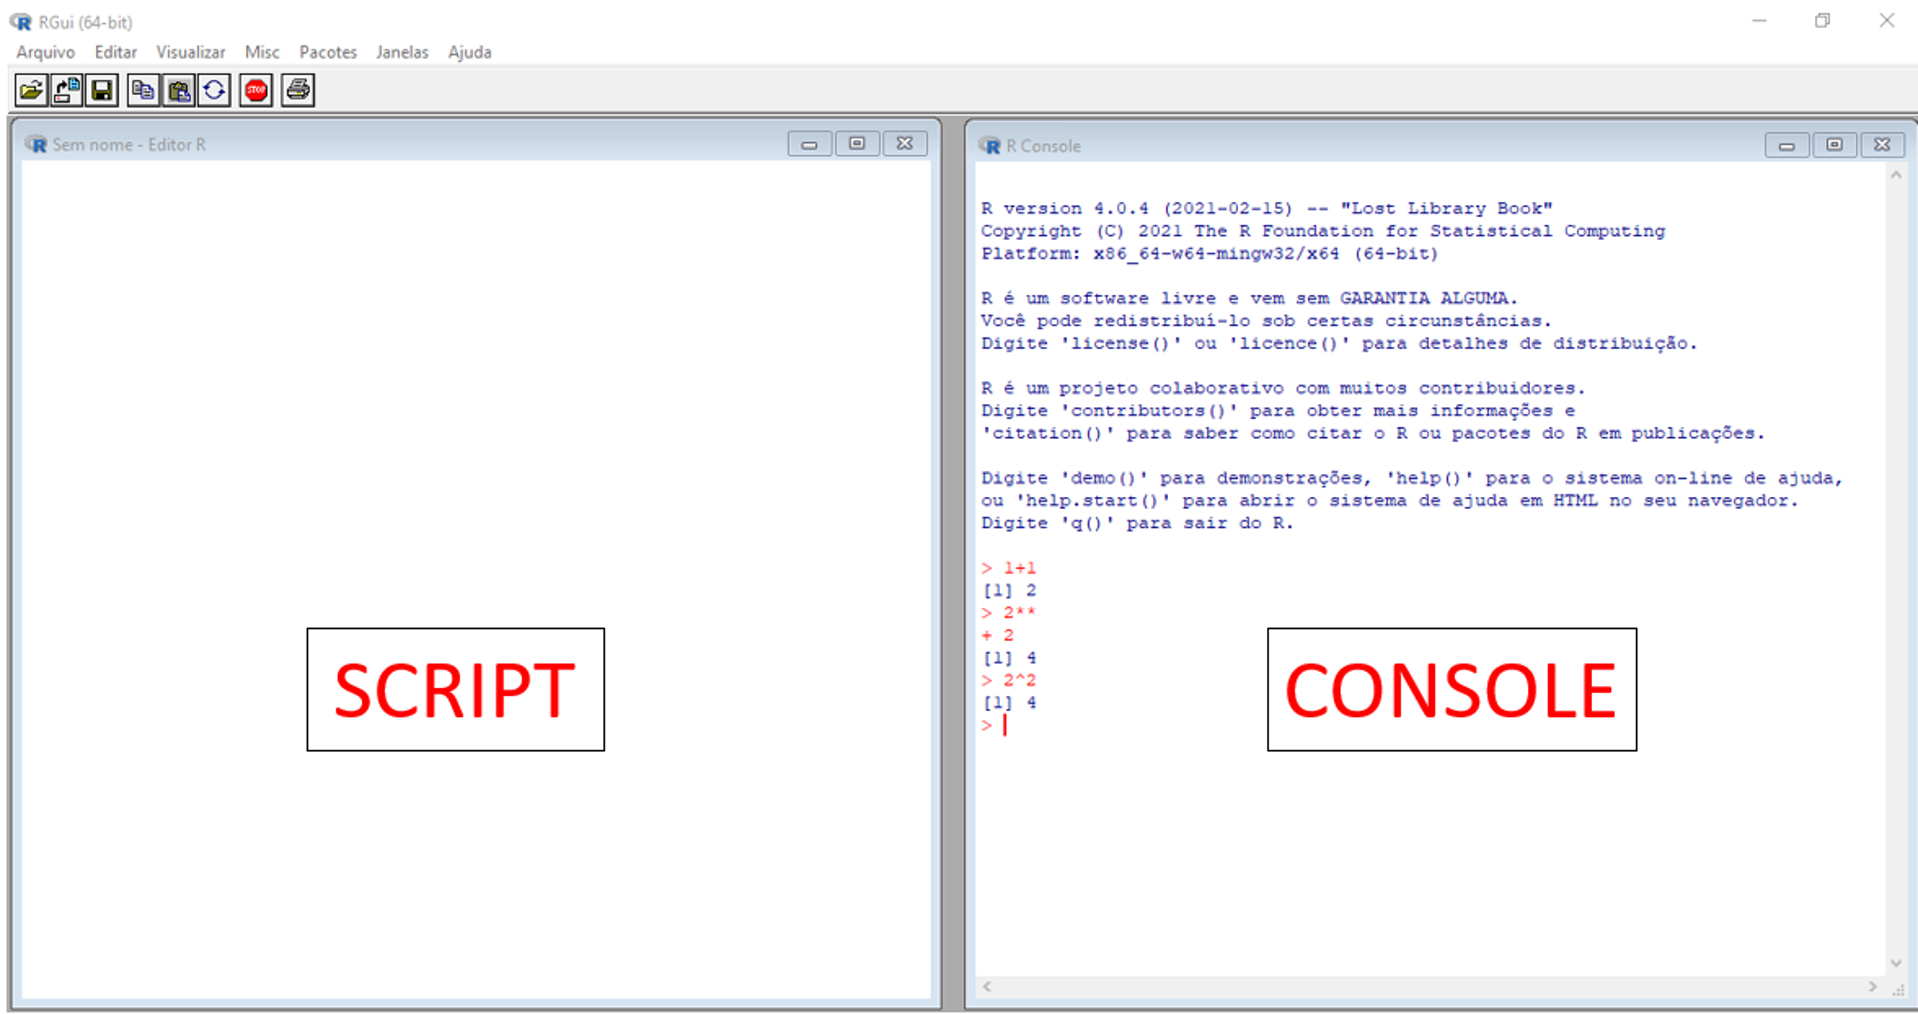 RGui (64-bit)
Arquivo Editar Visualizar Misc Pacotes Janelas Ajuda
STOP
Sem nome - Editor R
SCRIPT
R Console
R version 4.0.4 (2021-02-15) -- "Lost Library Book"
Copyright (C) 2021 The R Foundation for Statistical Computing
Platform: x86_64-w64-mingw32/x64 (64-bit)
R é um software livre e vem sem GARANTIA ALGUMA.
Você pode redistribuí-lo sob certas circunstâncias.
Digite 'license()' ou 'licence()' para detalhes de distribuição.
R é um projeto colaborativo com muitos contribuidores.
Digite 'contributors()' para obter mais informações e
'citation()' para saber como citar o R ou pacotes do R em publicações.
Digite 'demo()' para demonstrações, 'help()' para o sistema on-line de ajuda,
ou 'help.start()' para abrir o sistema de ajuda em HTML no seu navegador.
Digite 'q()' para sair do R.
> 1+1
[1] 2
> 2**
+ 2
[1] 4
> 2^2
[1] 4
>
CONSOLE